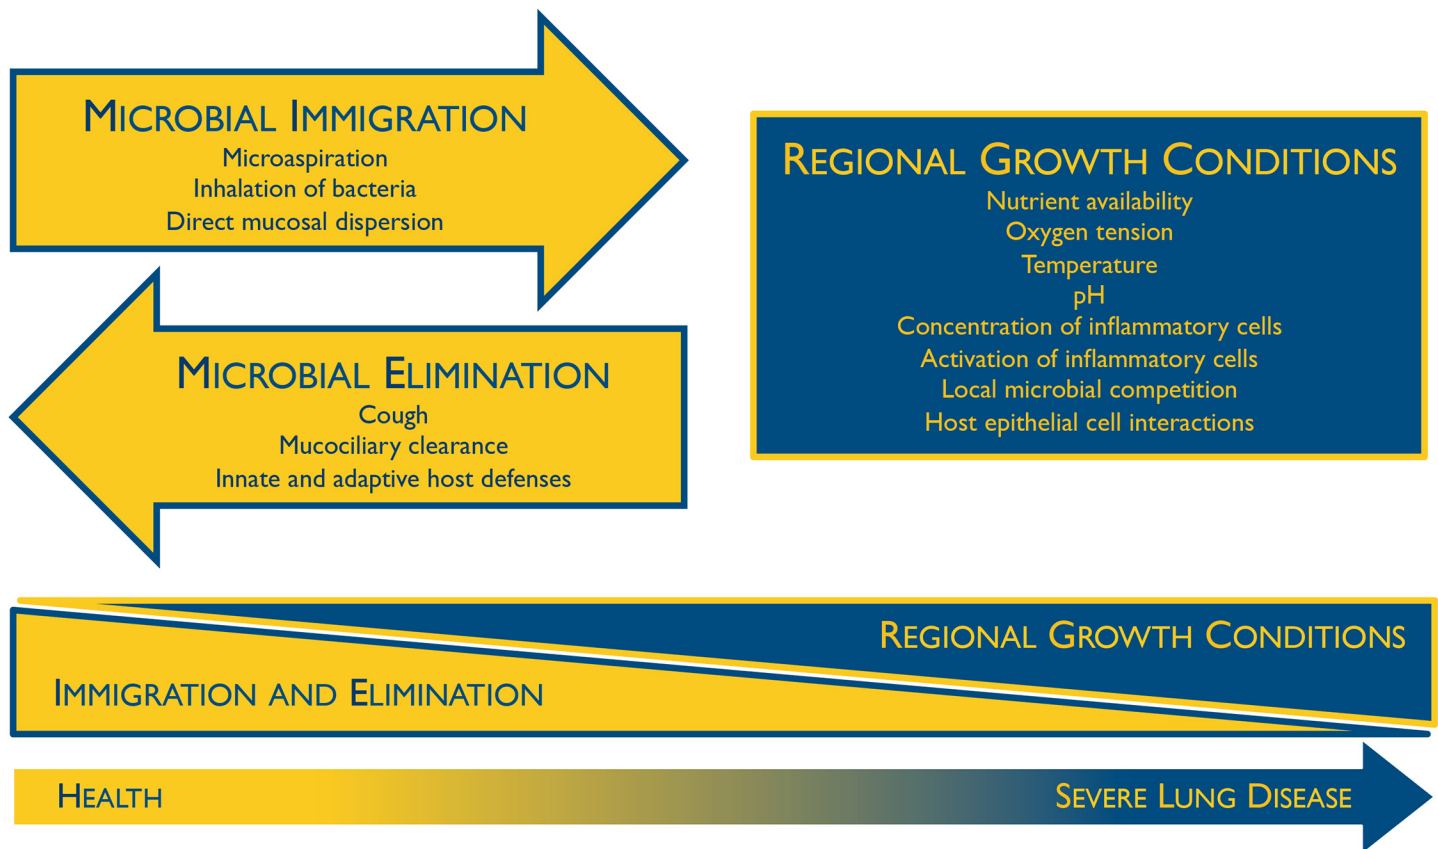 MICROBIAL IMMIGRATION
Microaspiration
Inhalation of bacteria
Direct mucosal dispersion
MICROBIAL ELIMINATION
Cough
Mucociliary clearance
Innate and adaptive host defenses
REGIONAL GROWTH CONDITIONS
Nutrient availability
Oxygen tension
Temperature
pH
Concentration of inflammatory cells
Activation of inflammatory cells
Local microbial competition
Host epithelial cell interactions
REGIONAL GROWTH CONDITIONS
IMMIGRATION AND ELIMINATION
HEALTH
SEVERE LUNG DISEASE